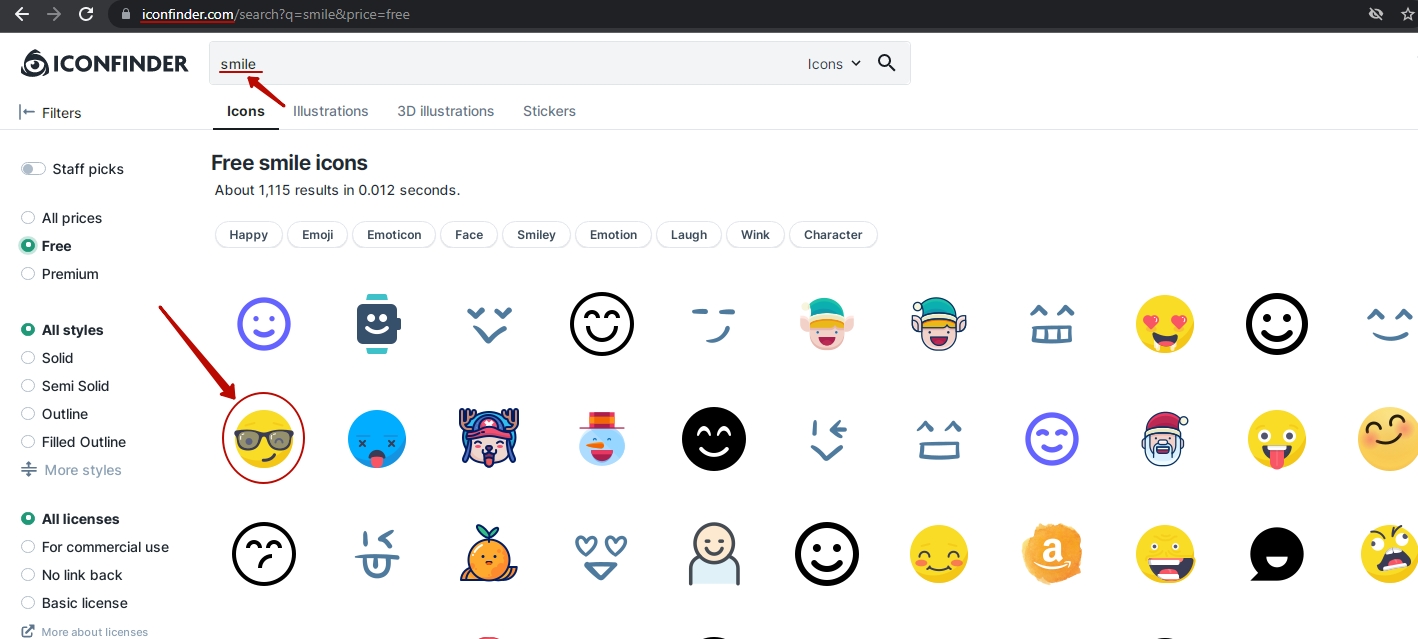 iconfinder.com/search?q=smile&price=free
ICONFINDER
smile
Icons
Filters
Icons Illustrations 3D illustrations Stickers
Staff picks
Free smile icons
About 1,115 results in 0.012 seconds.
All prices
Free
Premium
Happy Emoji Emoticon Face Smiley Emotion Laugh Wink Character
All styles
Solid
Semi Solid
Outline
Filled Outline
More styles
All licenses
For commercial use
No link back
Basic license
More about licenses
a